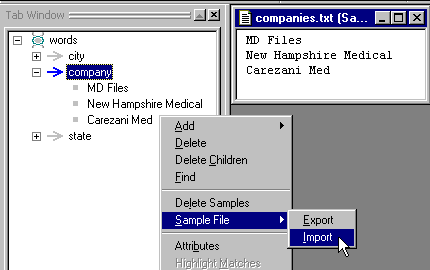 Tab Window
words
city
company
MD Files
New Hampshire Medical
Carezani Med
state
companies.txt (Sa...
MD Files
New Hampshire Medical
Carezani Med
Add
Delete
Delete Children
Find
Delete Samples
Sample File
Attributes
Highlight Matches
Export
Import